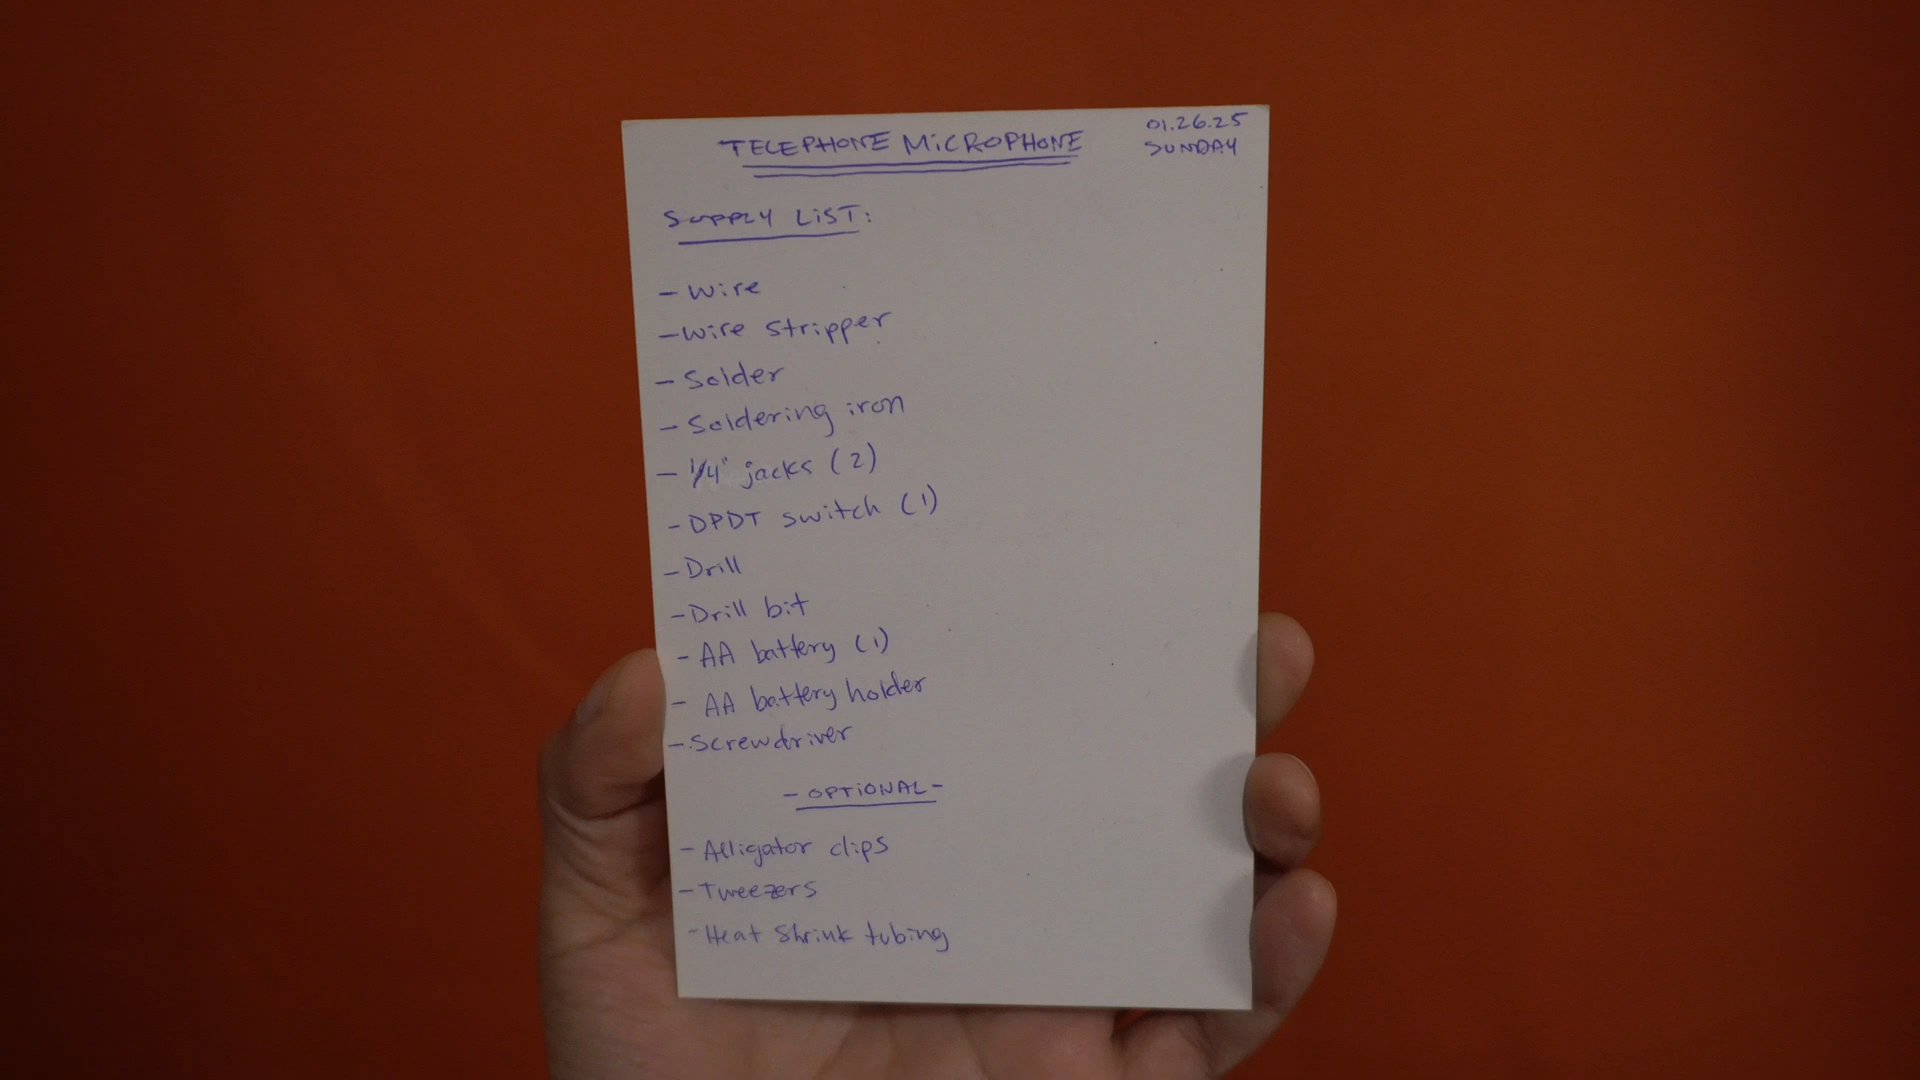 TELEPHONE MiCROPHONE
01.26.25
SUNDAY
SUPPLY LiST:
- Wire
- Wire stripper
- Solder
- Soldering iron
- 1/4" jacks (2)
- DPDT switch (1)
- Drill
- Drill bit
- AA battery (1)
- AA battery holder
- Screwdriver
- OPTiONAL -
- Alligator clips
- Tweezers
- Heat Shrink tubing